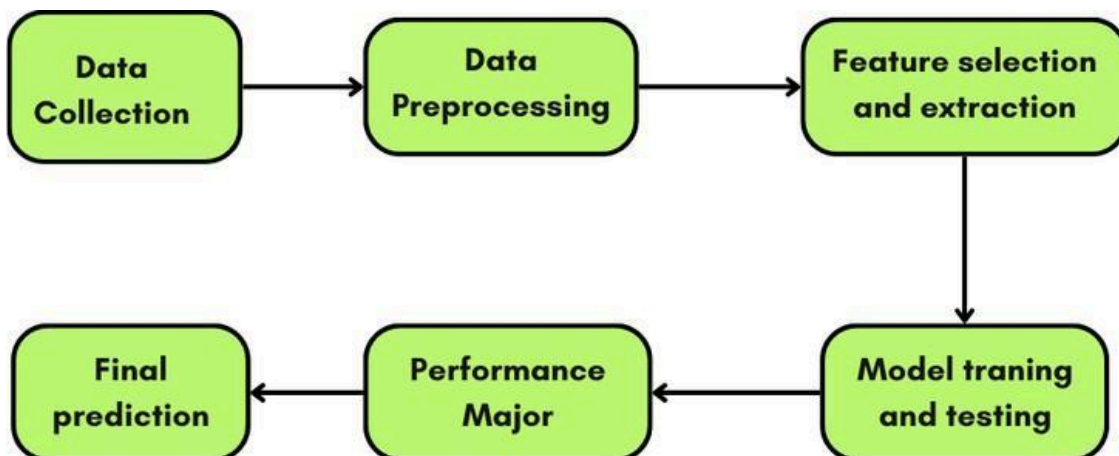 Data
Collection
Data
Preprocessing
Feature selection
and extraction
Model traning
and testing
Performance
Major
Final
prediction